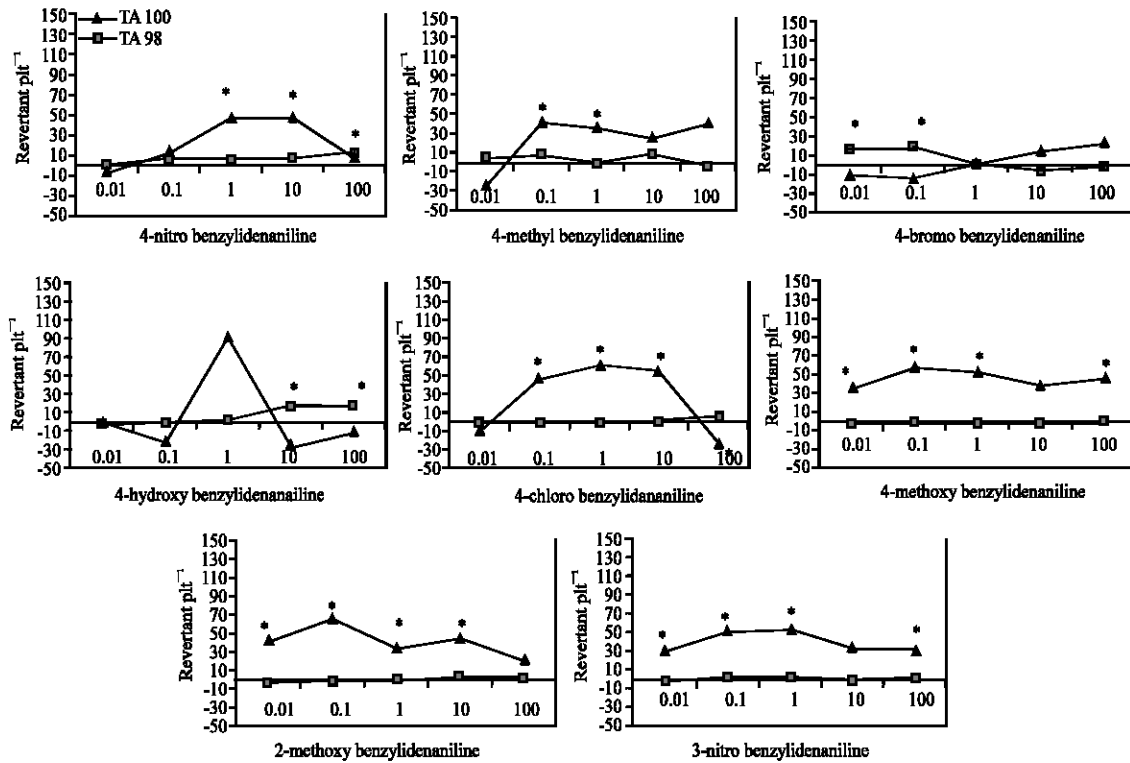 TA 100
TA 98
Revertant plt⁻¹
150
130
110
90
70
50
30
10
-10
-30
-50
* * *
0.01 0.1 1 10 100
4-nitro benzylidenaniline
Revertant plt⁻¹
150
130
110
90
70
50
30
10
-10
-30
-50
* *
0.01 0.1 1 10 100
4-methyl benzylidenaniline
Revertant plt⁻¹
150
130
110
90
70
50
30
10
-10
-30
-50
* *
0.01 0.1 1 10 100
4-bromo benzylidenaniline
Revertant plt⁻¹
150
130
110
90
70
50
30
10
-10
-30
-50
* *
0.01 0.1 1 10 100
4-hydroxy benzylidenanailine
Revertant plt⁻¹
150
130
110
90
70
50
30
10
-10
-30
-50
* * * *
0.01 0.1 1 10 100
4-chloro benzylidananiline
Revertant plt⁻¹
150
130
110
90
70
50
30
10
-10
-30
-50
* * * *
0.01 0.1 1 10 100
4-methoxy benzylidenaniline
Revertant plt⁻¹
150
130
110
90
70
50
30
10
-10
-30
-50
* * * *
0.01 0.1 1 10 100
2-methoxy benzylidenaniline
Revertant plt⁻¹
150
130
110
90
70
50
30
10
-10
-30
-50
* * * *
0.01 0.1 1 10 100
3-nitro benzylidenaniline